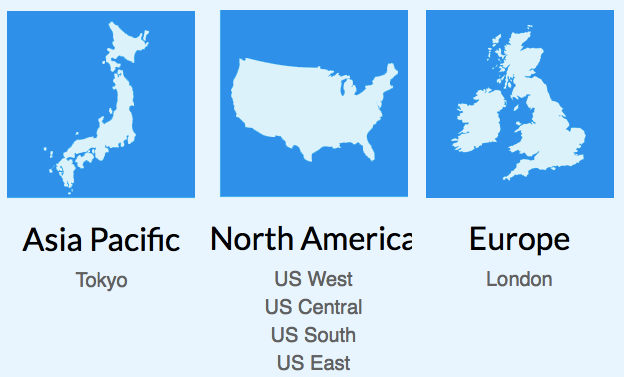 Asia Pacific
Tokyo
North America
US West
US Central
US South
US East
Europe
London